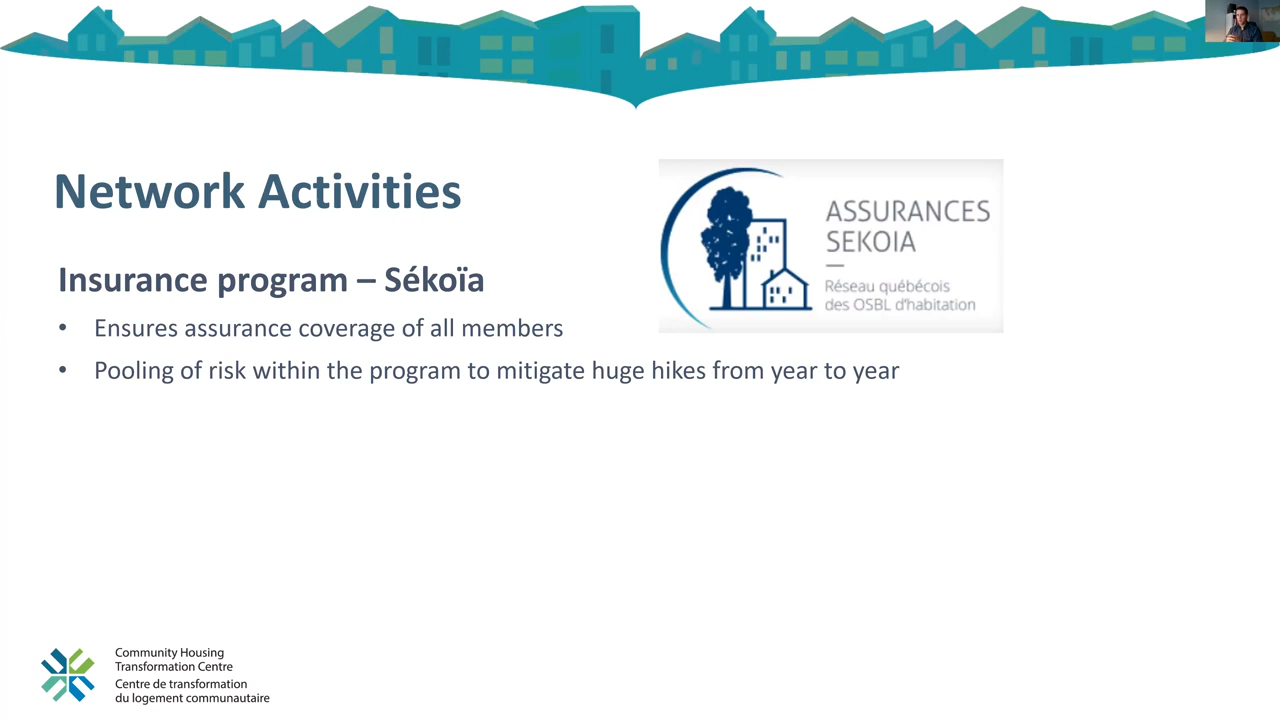 Network Activities
Insurance program – Sékoïa
• Ensures assurance coverage of all members
• Pooling of risk within the program to mitigate huge hikes from year to year
ASSURANCES
SEKOIA
Réseau québécois
des OSBL d'habitation
Community Housing
Transformation Centre
Centre de transformation
du logement communautaire